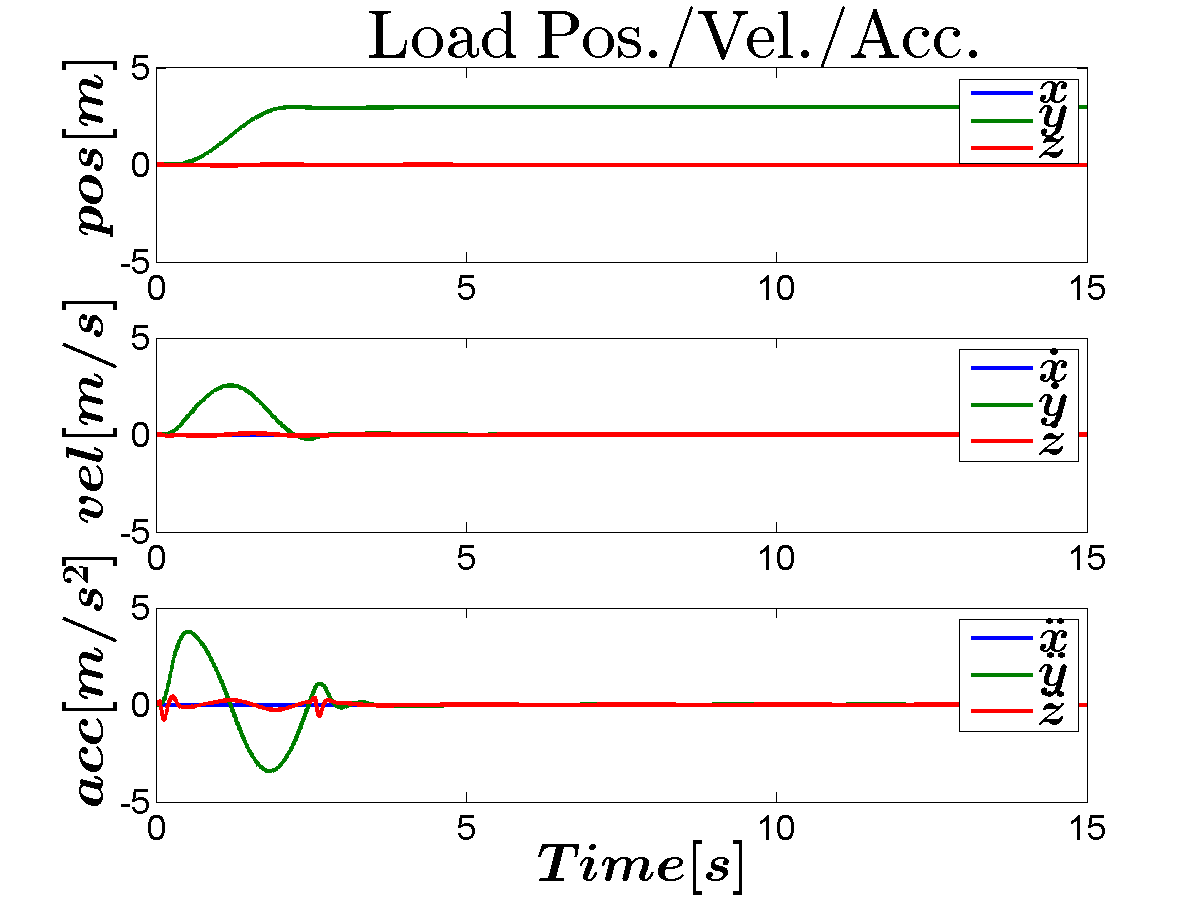 Load Pos./Vel./Acc.
pos[m]
5
0
-5
x
y
z
0 5 10 15
vel[m/s]
5
0
-5
ẋ
ẏ
ż
0 5 10 15
acc[m/s²]
5
0
-5
ẍ
ÿ
z̈
0 5 10 15
Time[s]